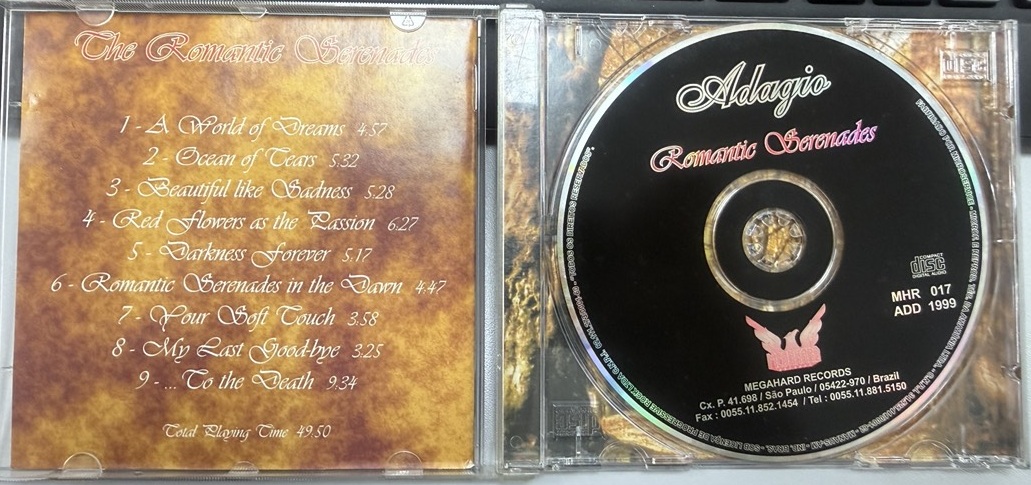 The Romantic Serenades
1 - A World of Dreams 4:57
2 - Ocean of Tears 5:32
3 - Beautiful like Sadness 5:28
4 - Red Flowers as the Passion 6:27
5 - Darkness Forever 5:17
6 - Romantic Serenades in the Dawn 4:47
7 - Your Soft Touch 3:58
8 - My Last Good-bye 3:25
9 - ...To the Death 9:34
Total Playing Time 49:50
Adagio
Romantic Serenades
COMPACT
disc
DIGITAL AUDIO
MHR 017
ADD 1999
MEGAHARD RECORDS
Cx. P. 41.698 / São Paulo / 05422-970 / Brazil
Fax : 0055.11.852.1454 / Tel : 0055.11.881.5150